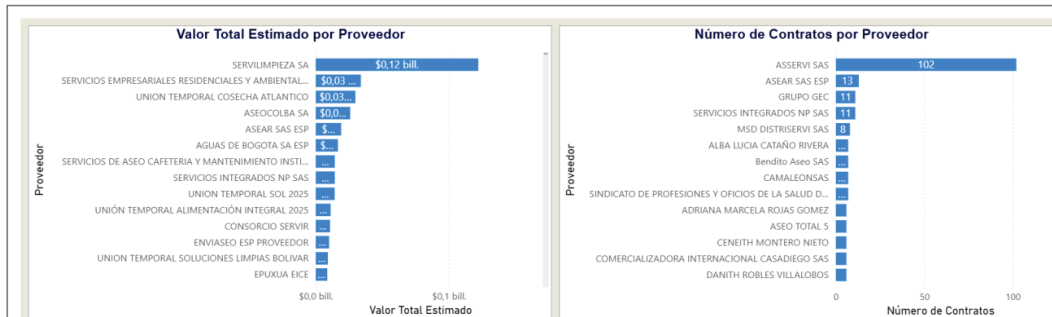 Valor Total Estimado por Proveedor
Proveedor
SERVILIMPIEZA SA $0,12 bill.
SERVICIOS EMPRESARIALES RESIDENCIALES Y AMBIENTAL... $0,03 ...
UNION TEMPORAL COSECHA ATLANTICO $0,03...
ASEOCOLBA SA $0,0...
ASEAR SAS ESP $...
AGUAS DE BOGOTA SA ESP $...
SERVICIOS DE ASEO CAFETERIA Y MANTENIMIENTO INSTI... ...
SERVICIOS INTEGRADOS NP SAS ...
UNION TEMPORAL SOL 2025 ...
UNIÓN TEMPORAL ALIMENTACIÓN INTEGRAL 2025 ...
CONSORCIO SERVIR ...
ENVIASEO ESP PROVEEDOR ...
UNION TEMPORAL SOLUCIONES LIMPIAS BOLIVAR ...
EPUXUA EICE ...
$0,0 bill. $0,1 bill.
Valor Total Estimado
Número de Contratos por Proveedor
Proveedor
ASSERVI SAS 102
ASEAR SAS ESP 13
GRUPO GEC 11
SERVICIOS INTEGRADOS NP SAS 11
MSD DISTRISERVI SAS 8
ALBA LUCIA CATAÑO RIVERA ...
Bendito Aseo SAS ...
CAMALEONSAS ...
SINDICATO DE PROFESIONES Y OFICIOS DE LA SALUD D... ...
ADRIANA MARCELA ROJAS GOMEZ
ASEO TOTAL 5
CENEITH MONTERO NIETO
COMERCIALIZADORA INTERNACIONAL CASADIEGO SAS
DANITH ROBLES VILLALOBOS
0 50 100
Número de Contratos